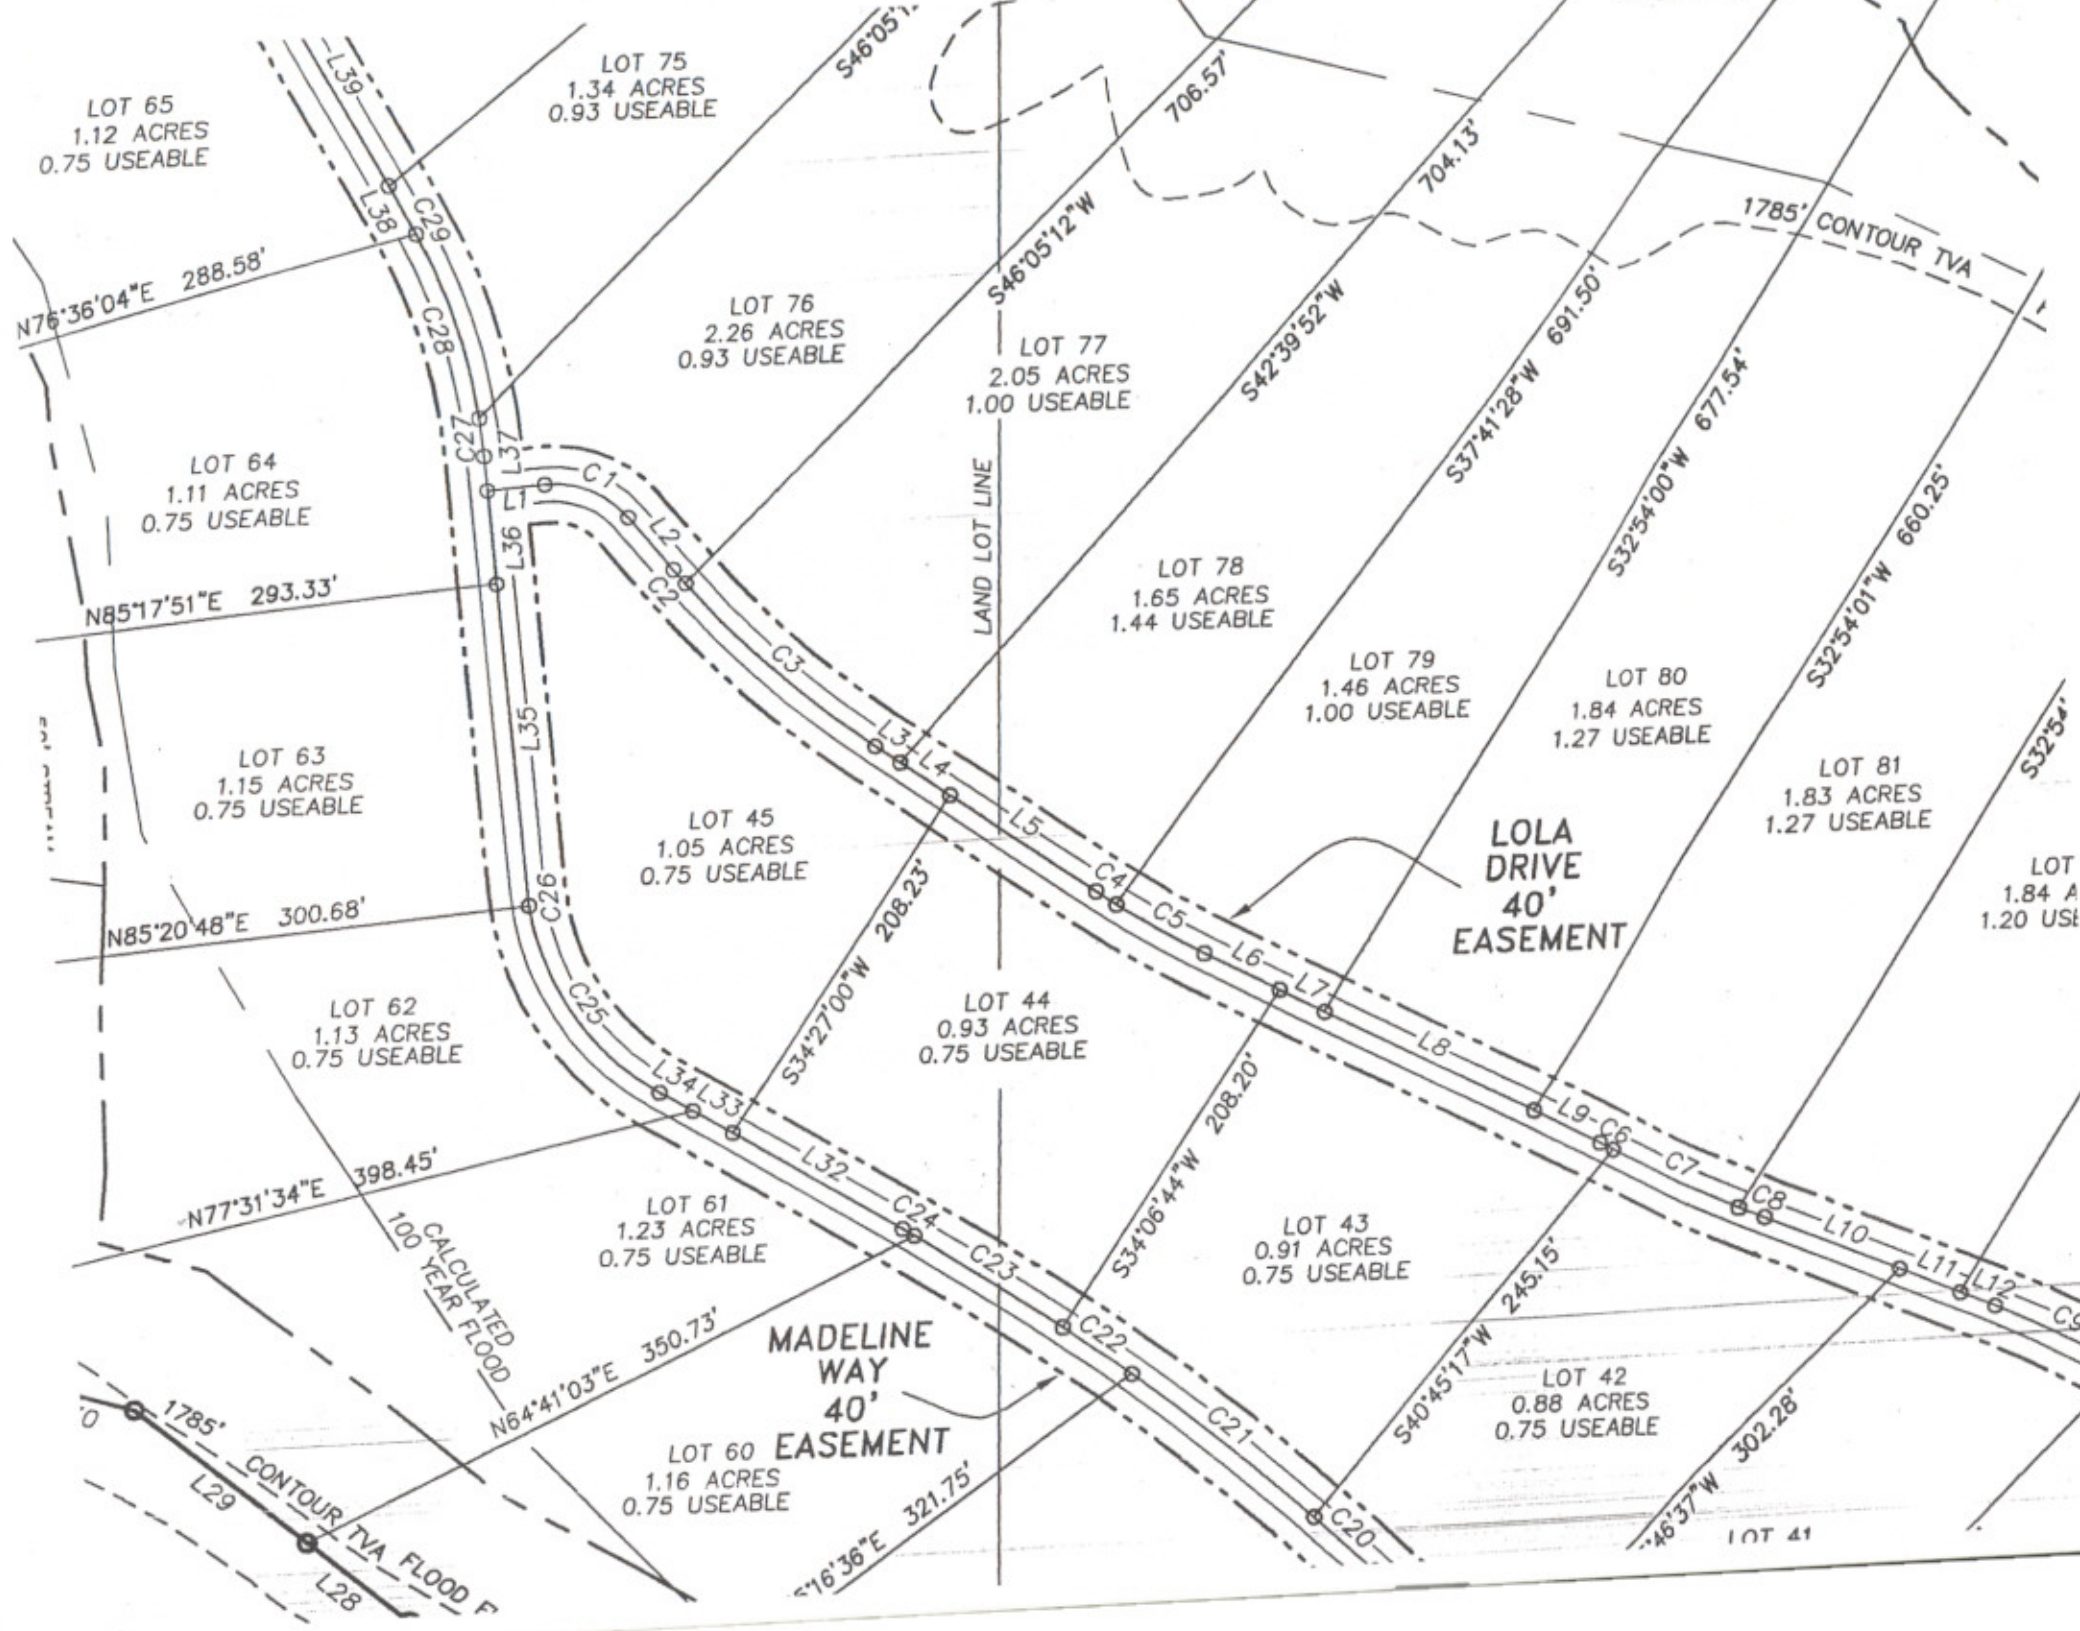 LOT 65
1.12 ACRES
0.75 USEABLE
L39
LOT 75
1.34 ACRES
0.93 USEABLE
706.57'
704.13'
L38
C29
N76°36'04"E 288.58'
C28
LOT 76
2.26 ACRES
0.93 USEABLE
S46°05'12"W
1785' CONTOUR TVA
LOT 77
2.05 ACRES
1.00 USEABLE
S42°39'52"W
S37°41'28"W 691.50'
S32°54'00"W 677.54'
S32°54'01"W 660.25'
S32°54'
LOT 64
1.11 ACRES
0.75 USEABLE
C27
L37
L1
C1
L2
C2
L36
LAND LOT LINE
N85°17'51"E 293.33'
LOT 78
1.65 ACRES
1.44 USEABLE
C3
LOT 79
1.46 ACRES
1.00 USEABLE
LOT 80
1.84 ACRES
1.27 USEABLE
LOT 81
1.83 ACRES
1.27 USEABLE
LOT
1.84 A
1.20 USE
LOT 63
1.15 ACRES
0.75 USEABLE
L35
L3
L4
L5
LOT 45
1.05 ACRES
0.75 USEABLE
LOLA
DRIVE
40'
EASEMENT
C4
C5
L6
L7
L8
L9
C6
C7
C8
L10
L11
L12
C9
N85°20'48"E 300.68'
C26
C25
S34°27'00"W 208.23'
LOT 62
1.13 ACRES
0.75 USEABLE
LOT 44
0.93 ACRES
0.75 USEABLE
L34
L33
L32
C24
C23
C22
C21
C20
S34°06'44"W 208.20'
N77°31'34"E 398.45'
CALCULATED
100 YEAR FLOOD
LOT 61
1.23 ACRES
0.75 USEABLE
LOT 43
0.91 ACRES
0.75 USEABLE
S40°45'17"W 245.15'
MADELINE
WAY
40'
EASEMENT
N64°41'03"E 350.73'
LOT 42
0.88 ACRES
0.75 USEABLE
LOT 60
1.16 ACRES
0.75 USEABLE
1785' CONTOUR TVA FLOOD
L29
L28
16'36"E 321.75'
46'37"W 302.28'
LOT 41